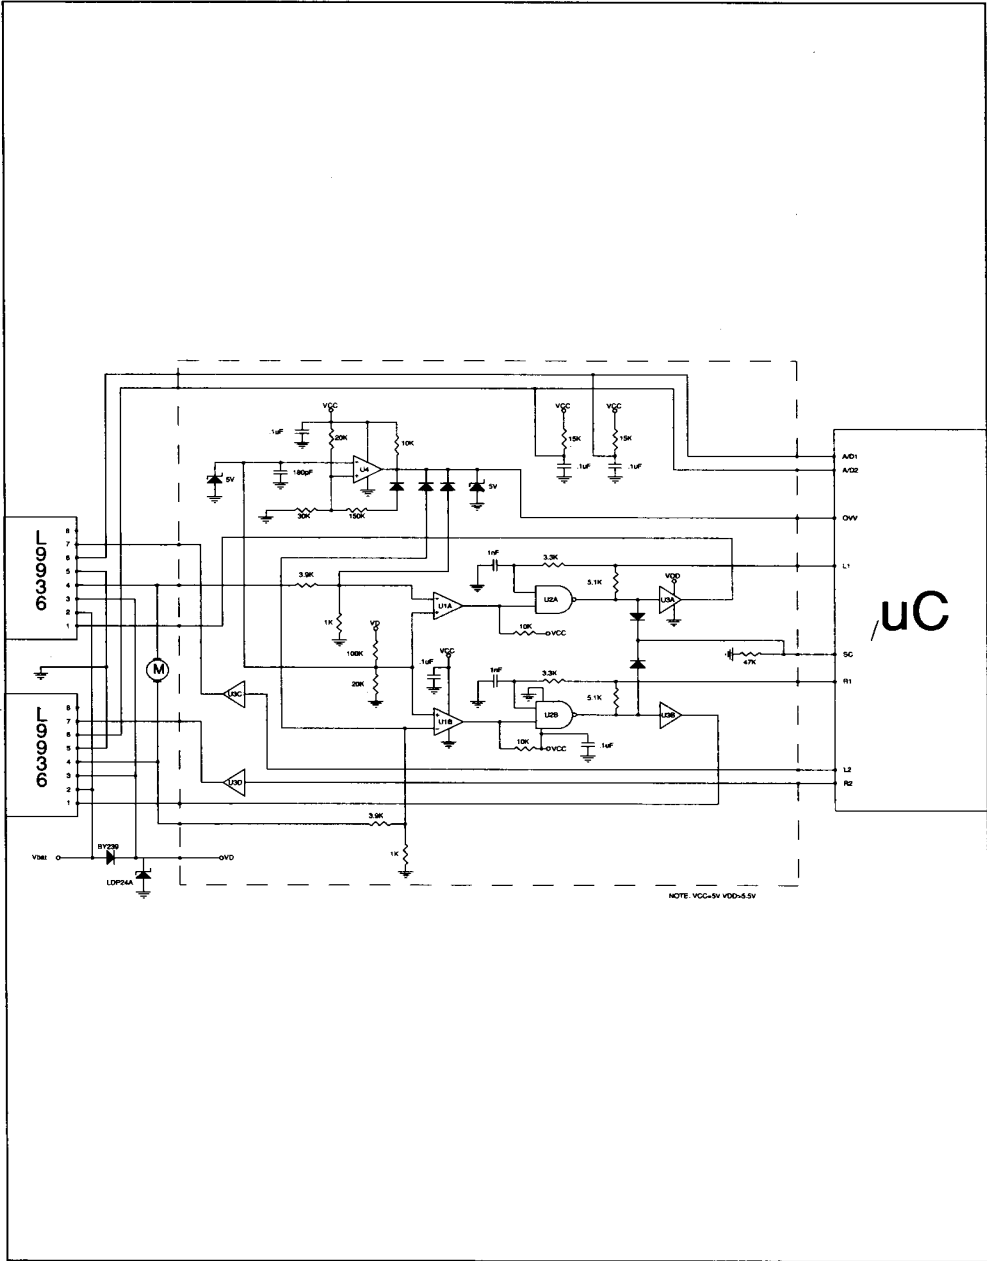 VCC
.1uF
20K
10K
VCC
15K
.1uF
VCC
15K
.1uF
5V
180pF
U4
5V
30K
150K
A/D1
A/D2
OVV
L1
SC
R1
L2
R2
/uC
L9936
8
7
6
5
4
3
2
1
3.9K
1K
VD
100K
20K
U1A
1nF
3.3K
U2A
5.1K
VDD
U3A
10K
VCC
47K
M
VCC
.1uF
U1B
1nF
3.3K
U2B
5.1K
U3B
10K
VCC
.1uF
L9936
8
7
6
5
4
3
2
1
U3C
U3D
3.9K
1K
Vbat
BY239
VD
LDP24A
NOTE. VCC=5V VDD>5.5V